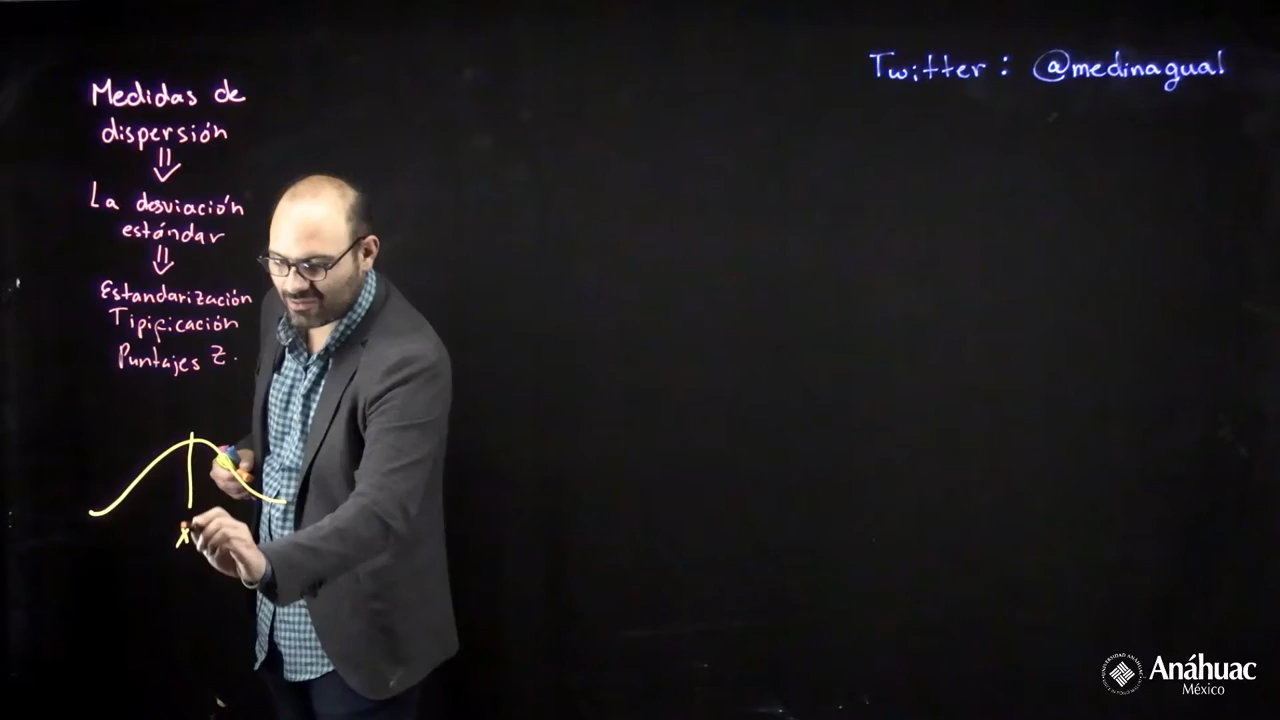 Medidas de
dispersión
La desviación
estándar
Estandarización
Tipificación
Puntajes Z.
x
Twitter: @medinagual
Anáhuac
México